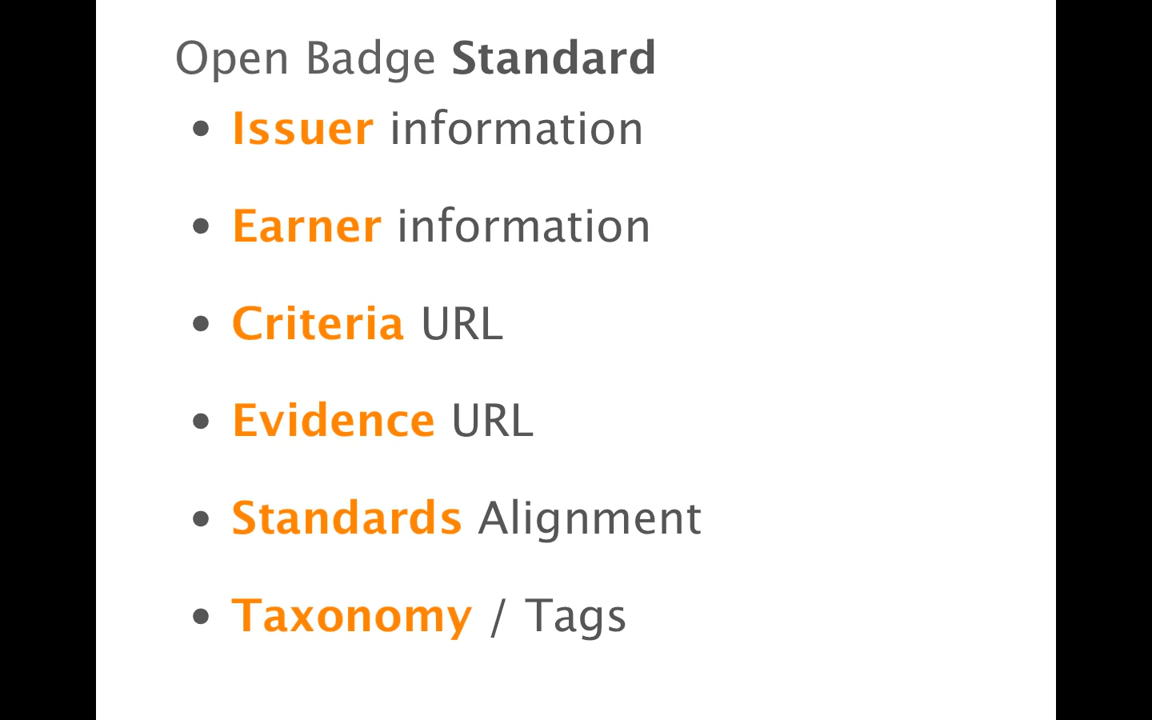 Open Badge Standard
• Issuer information
• Earner information
• Criteria URL
• Evidence URL
• Standards Alignment
• Taxonomy / Tags